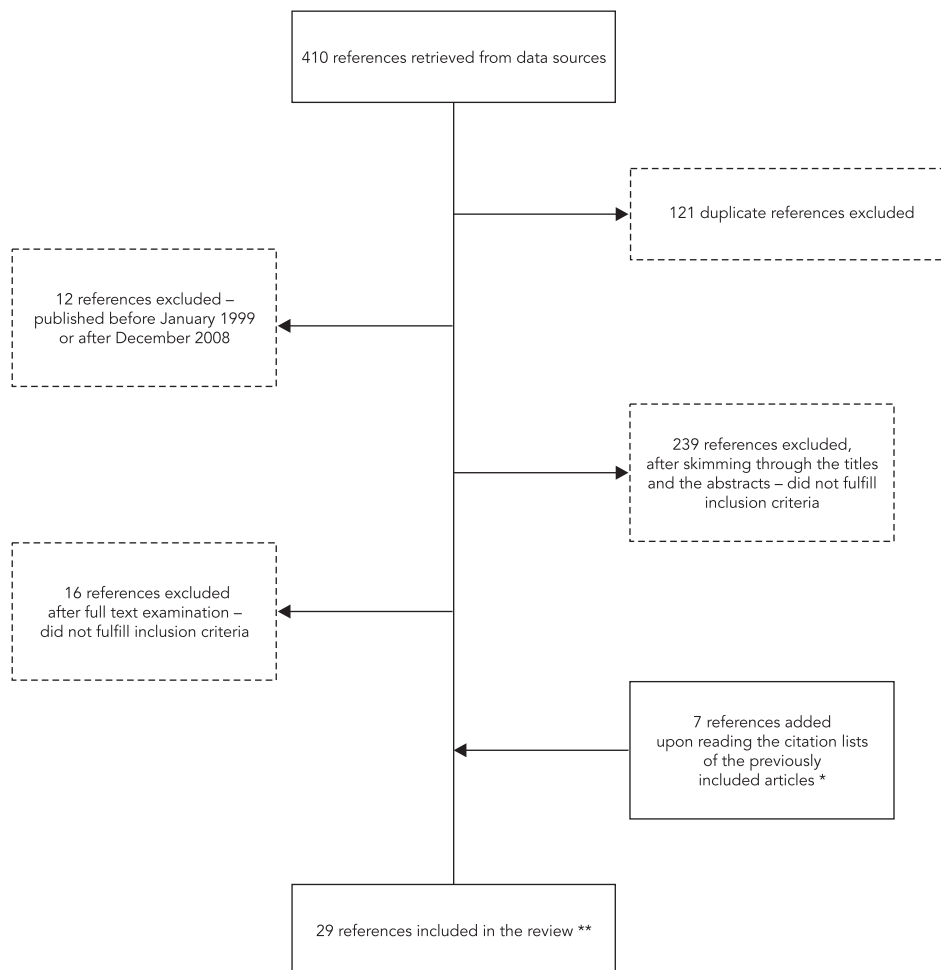 410 references retrieved from data sources
121 duplicate references excluded
12 references excluded –
published before January 1999
or after December 2008
239 references excluded,
after skimming through the titles
and the abstracts – did not fulfill
inclusion criteria
16 references excluded
after full text examination –
did not fulfill inclusion criteria
7 references added
upon reading the citation lists
of the previously
included articles *
29 references included in the review **